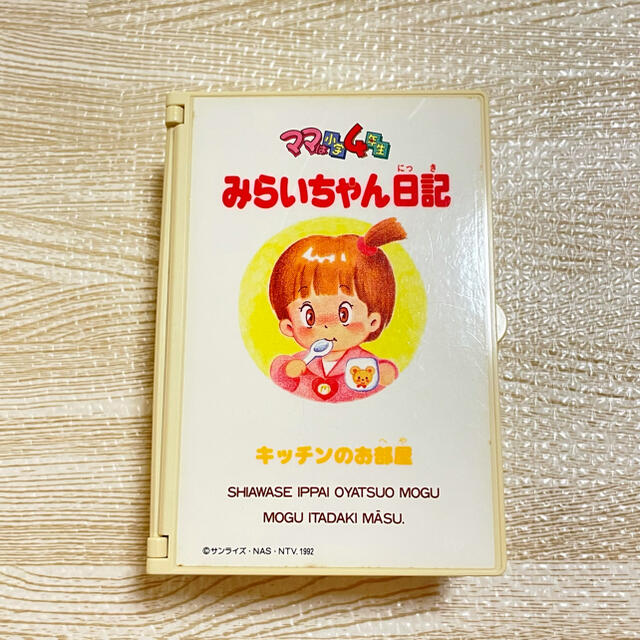 ママは小学4年生
みらいちゃん日記
にっき
キッチンのお部屋
へや
SHIAWASE IPPAI OYATSUO MOGU
MOGU ITADAKI MĀSU.
©サンライズ・NAS・NTV. 1992